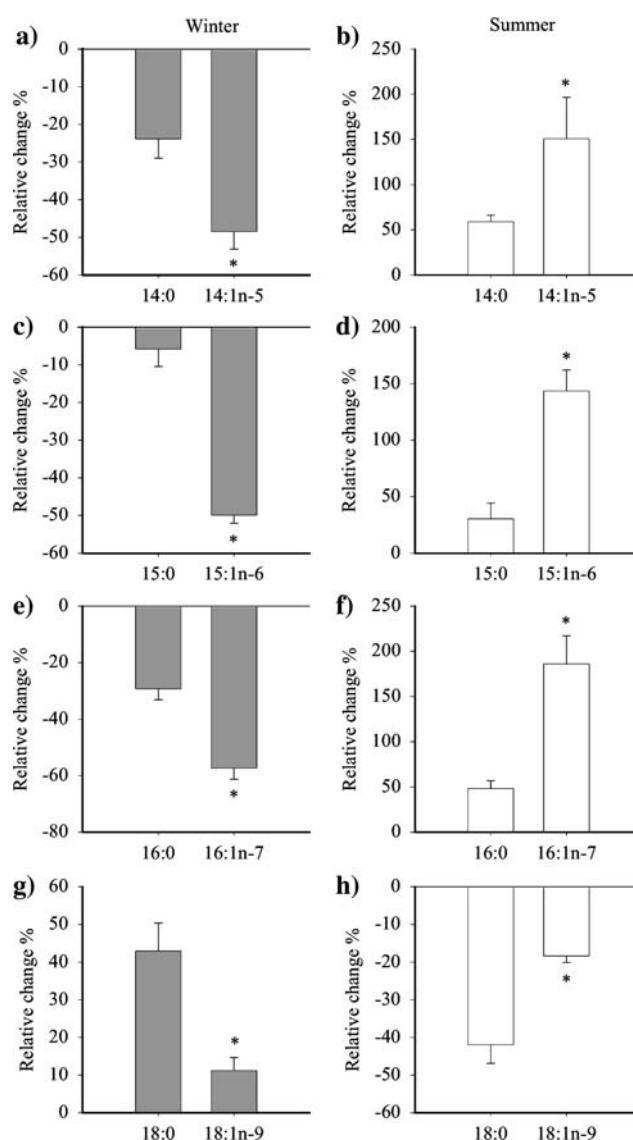 Winter
Summer
a)
0
-10
-20
-30
-40
-50
-60
Relative change %
14:0 14:1n-5
*
b)
250
200
150
100
50
0
Relative change %
14:0 14:1n-5
*
c)
0
-10
-20
-30
-40
-50
-60
Relative change %
15:0 15:1n-6
*
d)
200
150
100
50
0
Relative change %
15:0 15:1n-6
*
e)
0
-20
-40
-60
-80
Relative change %
16:0 16:1n-7
*
f)
250
200
150
100
50
0
Relative change %
16:0 16:1n-7
*
g)
60
50
40
30
20
10
0
Relative change %
18:0 18:1n-9
*
h)
0
-10
-20
-30
-40
-50
-60
Relative change %
18:0 18:1n-9
*